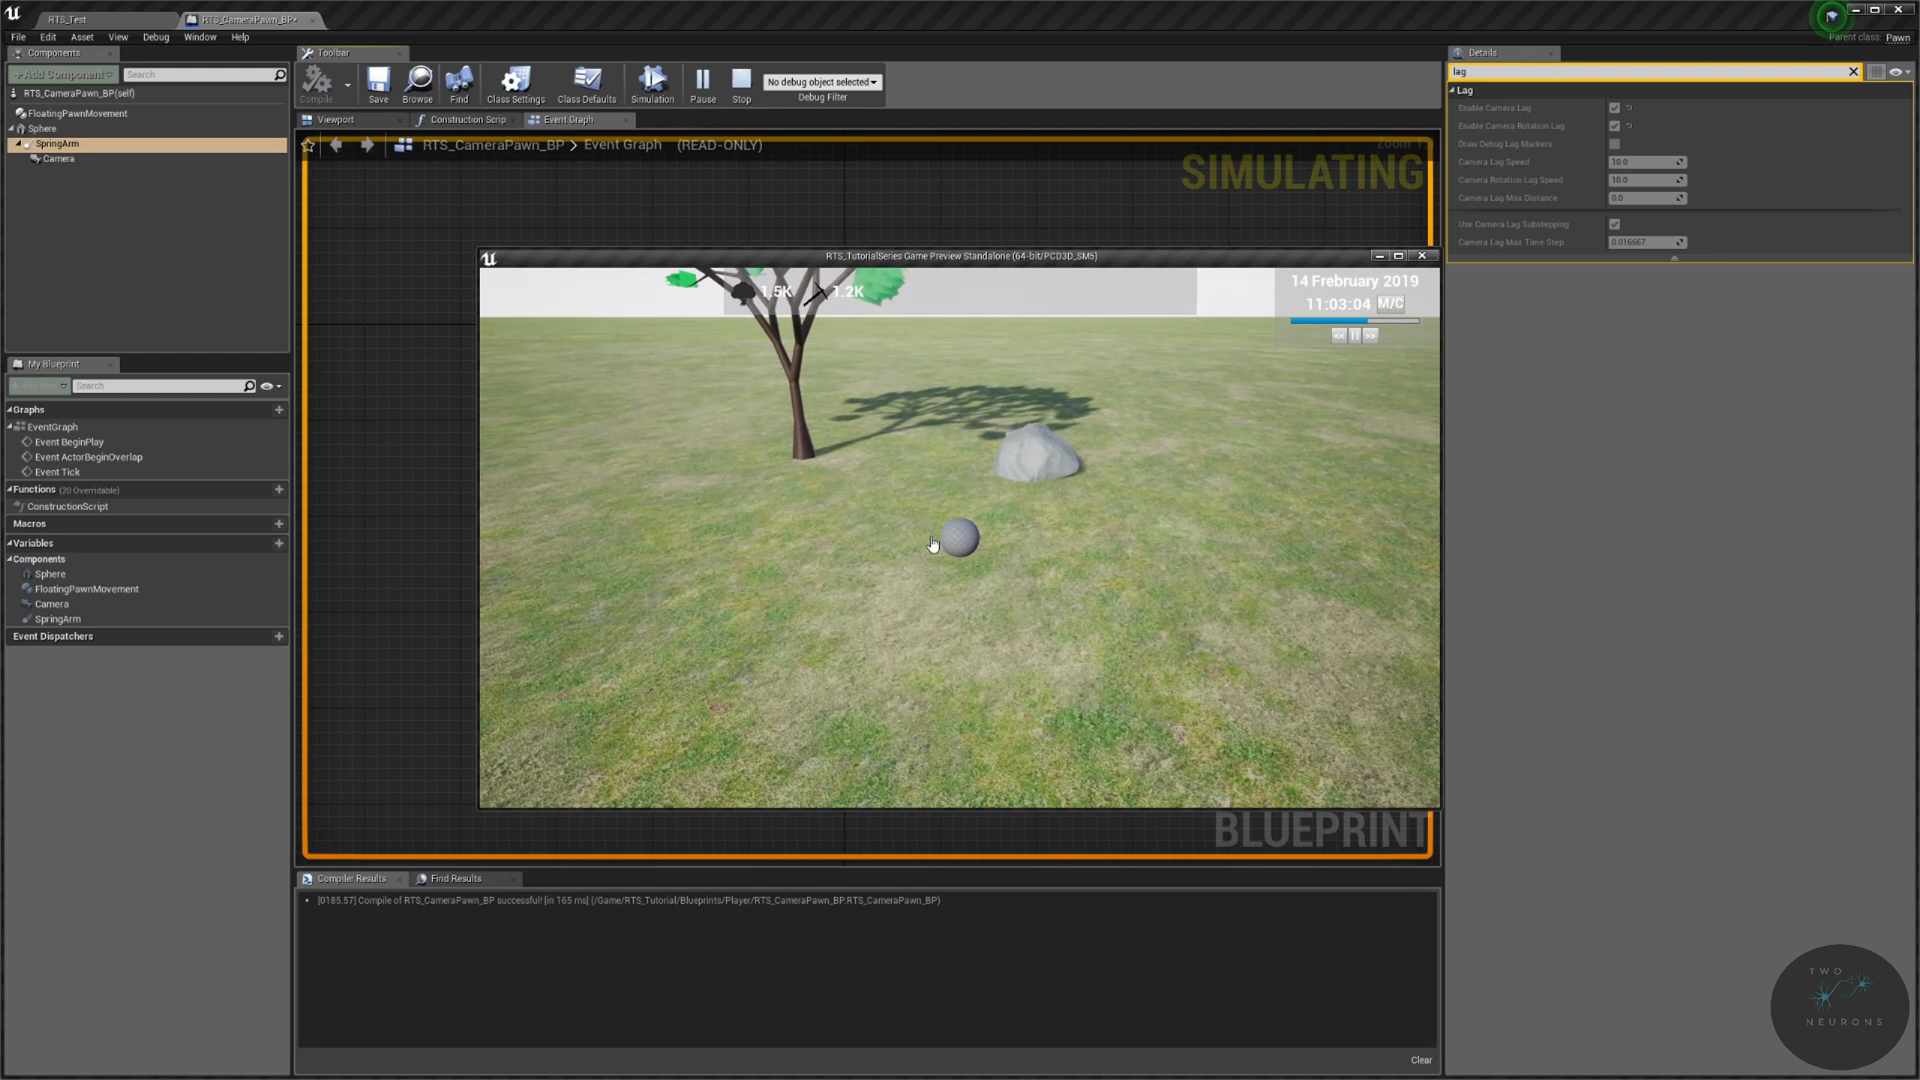 RTS_Test
RTS_CameraPawn_BP*
File Edit Asset View Debug Window Help
Parent class: Pawn
Components
+Add Component
Search
RTS_CameraPawn_BP(self)
FloatingPawnMovement
Sphere
SpringArm
Camera
My Blueprint
Search
Graphs
EventGraph
Event BeginPlay
Event ActorBeginOverlap
Event Tick
Functions (20 Overridable)
ConstructionScript
Macros
Variables
Components
Sphere
FloatingPawnMovement
Camera
SpringArm
Event Dispatchers
Toolbar
Compile
Save
Browse
Find
Class Settings
Class Defaults
Simulation
Pause
Stop
No debug object selected
Debug Filter
Viewport
Construction Scrip
Event Graph
RTS_CameraPawn_BP > Event Graph (READ-ONLY)
SIMULATING
RTS_TutorialSeries Game Preview Standalone (64-bit/PCD3D_SM5)
1.5K
1.2K
14 Frebruary 2019
11:03:04 M/C
<< || >>
BLUEPRINT
Compiler Results
Find Results
[0185.57] Compile of RTS_CameraPawn_BP successful! [in 165 ms] (/Game/RTS_Tutorial/Blueprints/Player/RTS_CameraPawn_BP.RTS_CameraPawn_BP)
Clear
Details
lag
Lag
Enable Camera Lag
Enable Camera Rotation Lag
Draw Debug Lag Markers
Camera Lag Speed 10.0
Camera Rotation Lag Speed 10.0
Camera Lag Max Distance 0.0
Use Camera Lag Substepping
Camera Lag Max Time Step 0.016667
TWO
NEURONS